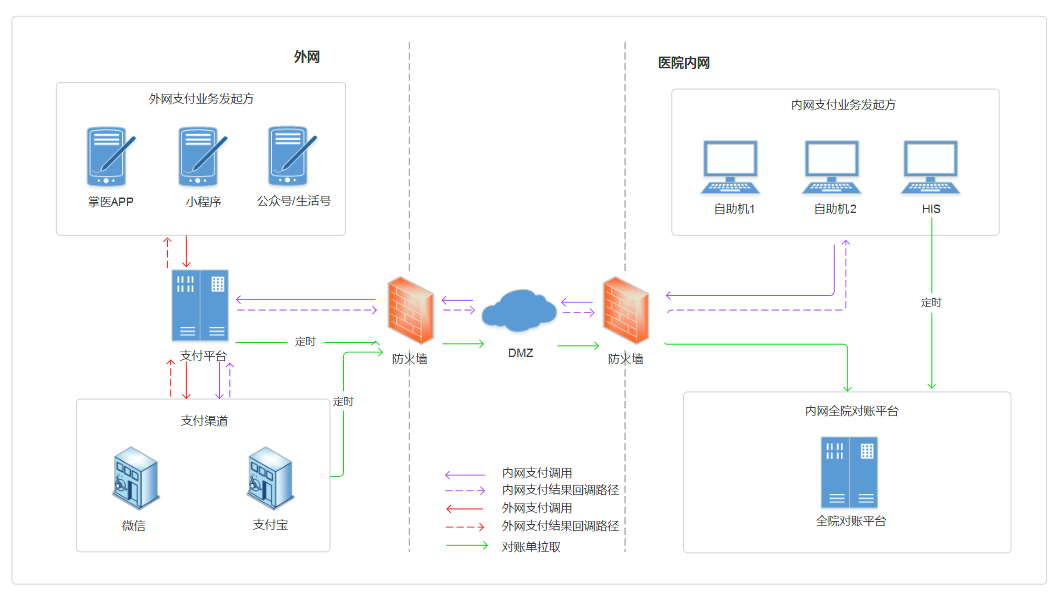 外网
医院内网
外网支付业务发起方
掌医APP
小程序
公众号/生活号
内网支付业务发起方
自助机1
自助机2
HIS
定时
支付平台
定时
防火墙
DMZ
防火墙
定时
支付渠道
微信
支付宝
内网全院对账平台
全院对账平台
内网支付调用
内网支付结果回调路径
外网支付调用
外网支付结果回调路径
对账单拉取